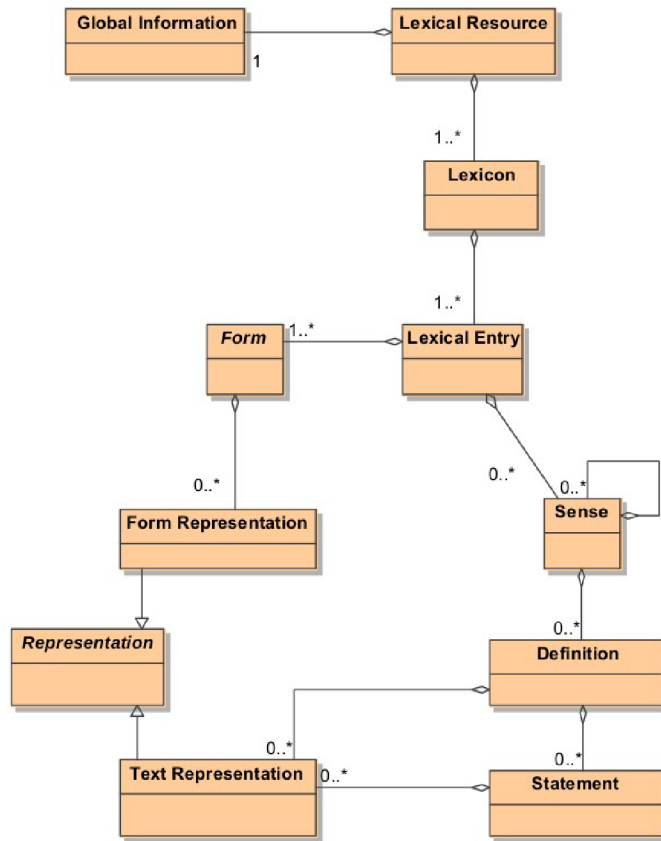 Global Information
Lexical Resource
1
1..*
Lexicon
1..*
Form
1..*
Lexical Entry
0..*
0..*
0..*
Form Representation
Sense
Representation
0..*
Definition
0..*
0..*
Text Representation
0..*
Statement